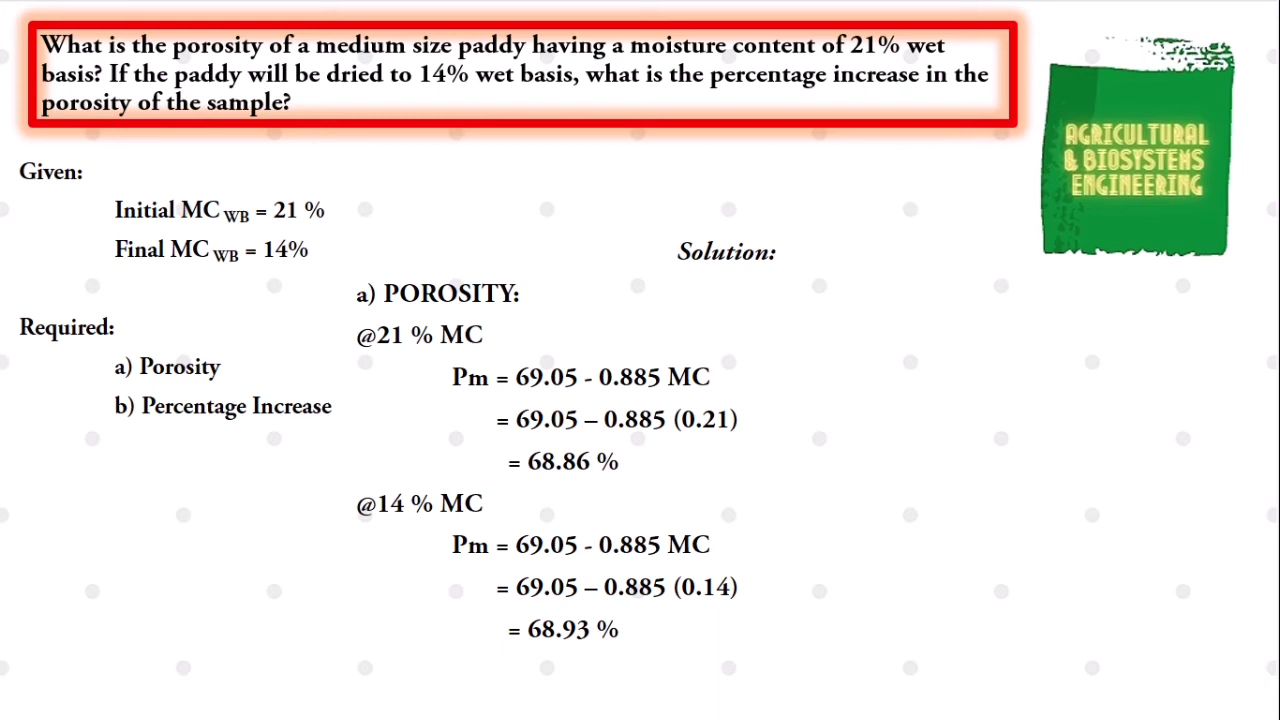 What is the porosity of a medium size paddy having a moisture content of 21% wet
basis? If the paddy will be dried to 14% wet basis, what is the percentage increase in the
porosity of the sample?
AGRICULTURAL
& BIOSYSTEMS
ENGINEERING
Given:
Initial MC WB = 21 %
Final MC WB = 14%
Required:
a) Porosity
b) Percentage Increase
Solution:
a) POROSITY:
@21 % MC
Pm = 69.05 - 0.885 MC
= 69.05 – 0.885 (0.21)
= 68.86 %
@14 % MC
Pm = 69.05 - 0.885 MC
= 69.05 – 0.885 (0.14)
= 68.93 %